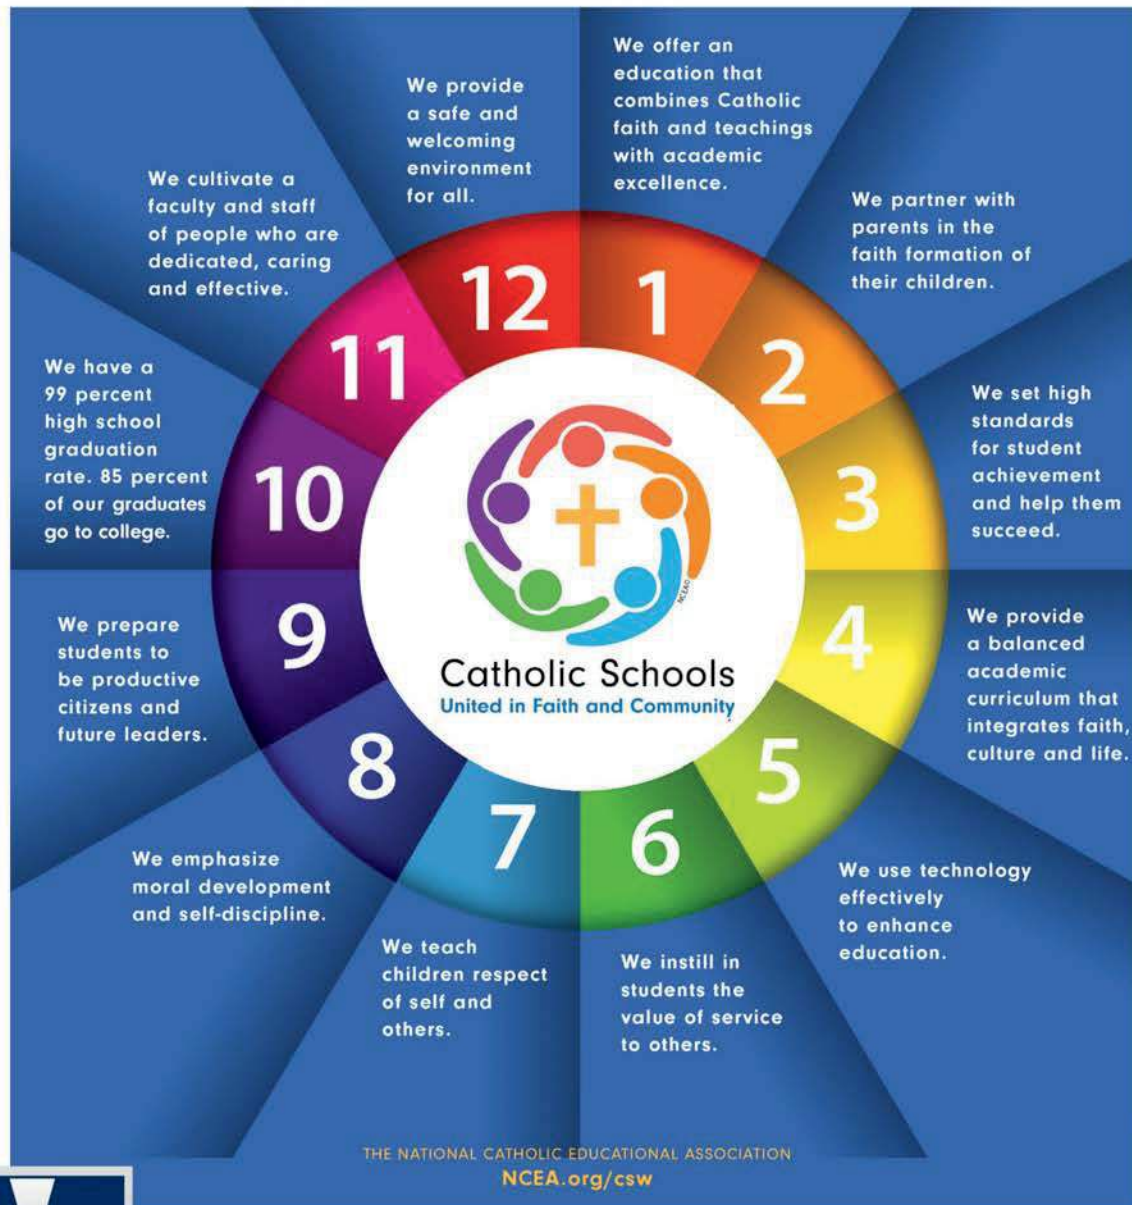 We offer an
education that
combines Catholic
faith and teachings
with academic
excellence.
1
We partner with
parents in the
faith formation of
their children.
2
We set high
standards
for student
achievement
and help them
succeed.
3
We provide
a balanced
academic
curriculum that
integrates faith,
culture and life.
4
We use technology
effectively
to enhance
education.
5
We instill in
students the
value of service
to others.
6
We teach
children respect
of self and
others.
7
We emphasize
moral development
and self-discipline.
8
We prepare
students to
be productive
citizens and
future leaders.
9
We have a
99 percent
high school
graduation
rate. 85 percent
of our graduates
go to college.
10
We cultivate a
faculty and staff
of people who are
dedicated, caring
and effective.
11
We provide
a safe and
welcoming
environment
for all.
12
NCEA©
Catholic Schools
United in Faith and Community
THE NATIONAL CATHOLIC EDUCATIONAL ASSOCIATION
NCEA.org/csw